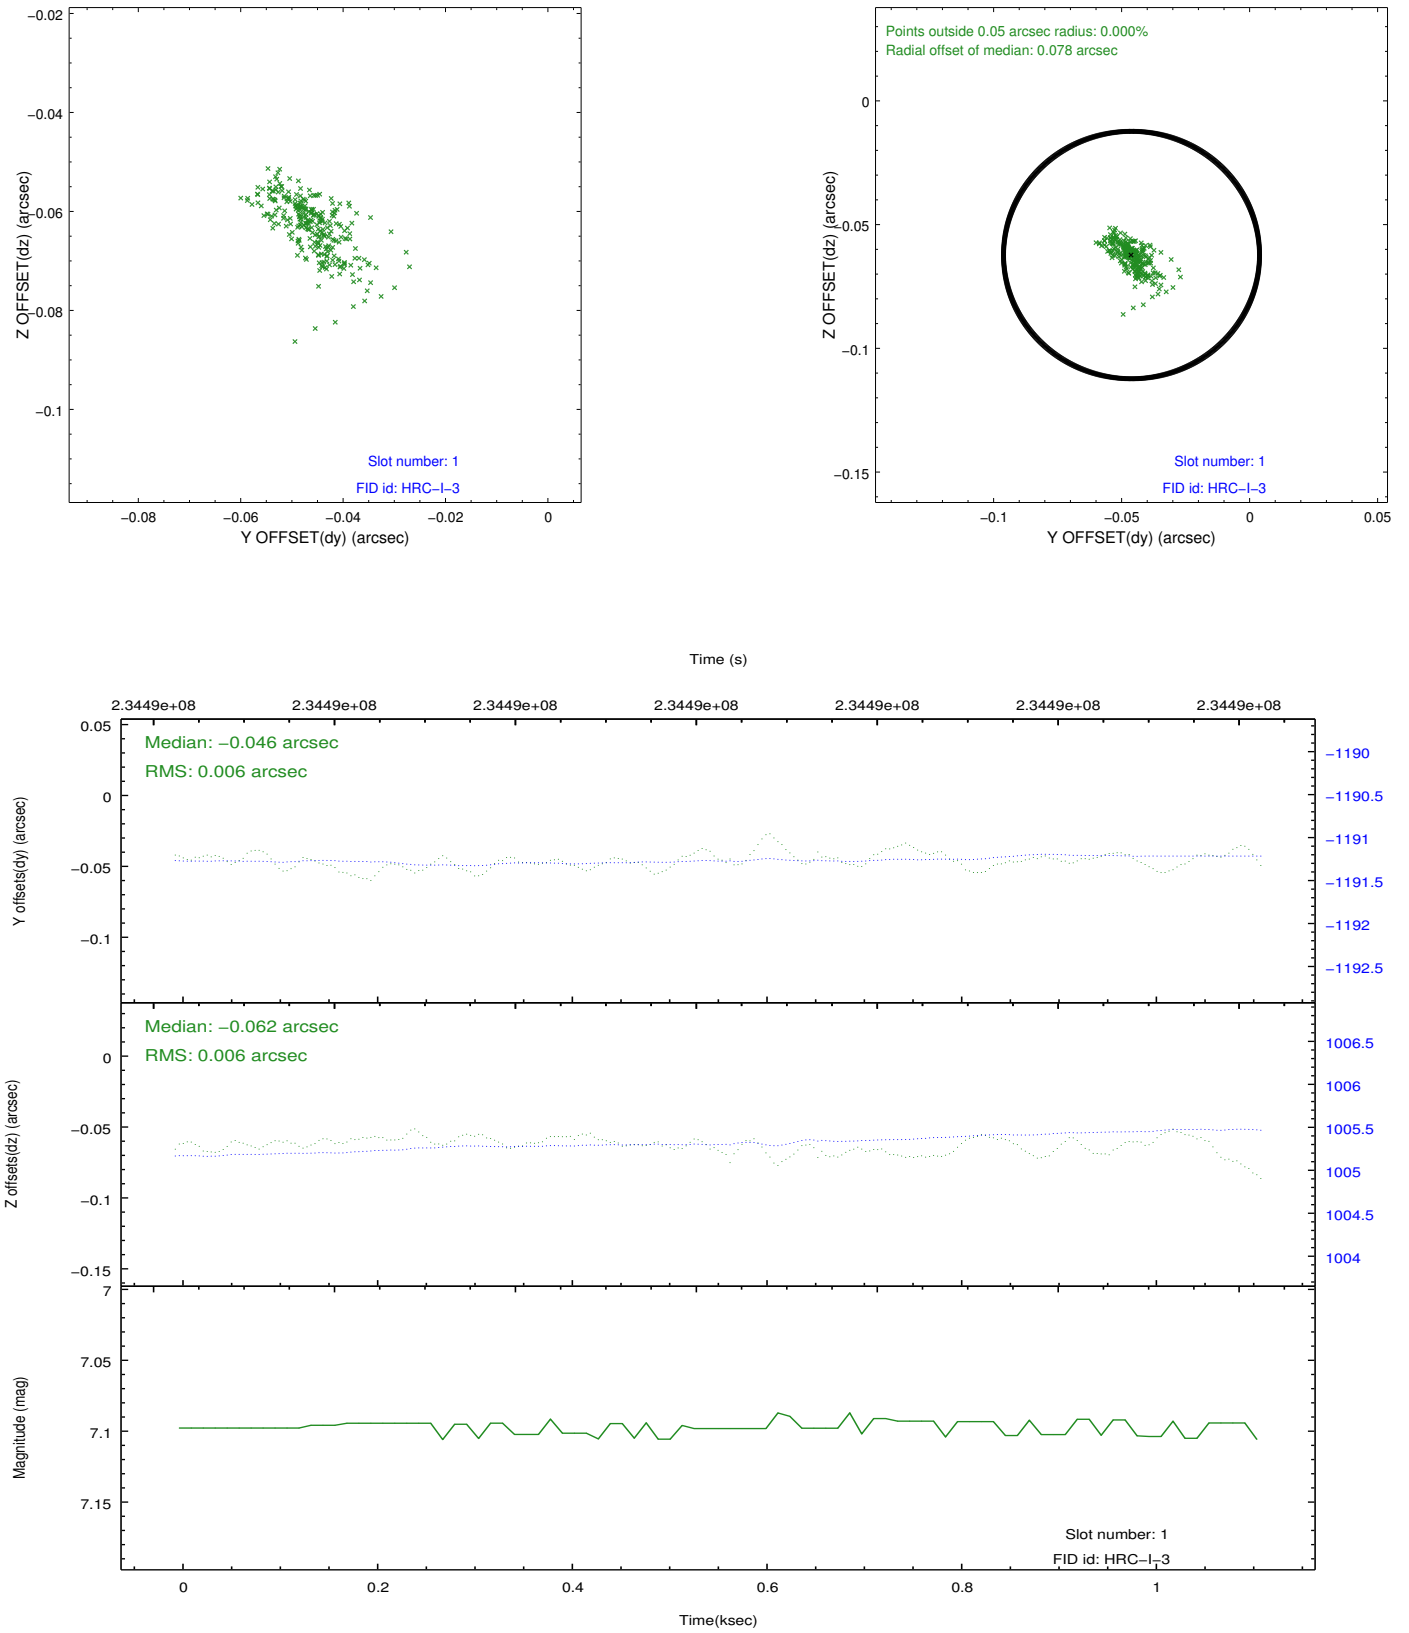 −0.02
−0.04
−0.06
−0.08
−0.1
Z OFFSET(dz) (arcsec)
Slot number: 1
FID id: HRC−I−3
−0.08 −0.06 −0.04 −0.02 0
Y OFFSET(dy) (arcsec)
Points outside 0.05 arcsec radius: 0.000%
Radial offset of median: 0.078 arcsec
0
−0.05
−0.1
−0.15
Z OFFSET(dz) (arcsec)
Slot number: 1
FID id: HRC−I−3
−0.1 −0.05 0 0.05
Y OFFSET(dy) (arcsec)
Time (s)
2.3449e+08 2.3449e+08 2.3449e+08 2.3449e+08 2.3449e+08 2.3449e+08 2.3449e+08
Median: −0.046 arcsec
RMS: 0.006 arcsec
0.05
0
−0.05
−0.1
Y offsets(dy) (arcsec)
−1190
−1190.5
−1191
−1191.5
−1192
−1192.5
Median: −0.062 arcsec
RMS: 0.006 arcsec
0
−0.05
−0.1
−0.15
Z offsets(dz) (arcsec)
1006.5
1006
1005.5
1005
1004.5
1004
7
7.05
7.1
7.15
Magnitude (mag)
Slot number: 1
FID id: HRC−I−3
0 0.2 0.4 0.6 0.8 1
Time(ksec)